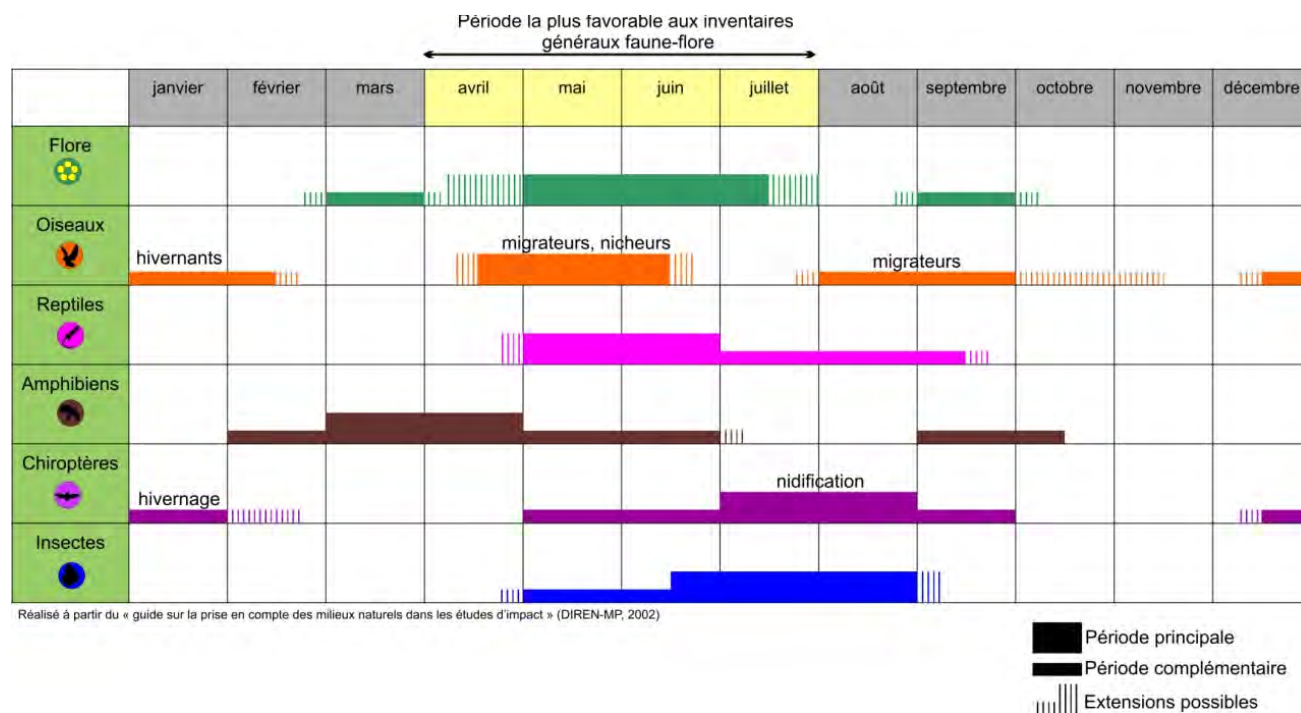 Période la plus favorable aux inventaires
généraux faune-flore
janvier février mars avril mai juin juillet août septembre octobre novembre décembre
Flore
Oiseaux
hivernants
migrateurs, nicheurs
migrateurs
Reptiles
Amphibiens
Chiroptères
hivernage
nidification
Insectes
Réalisé à partir du « guide sur la prise en compte des milieux naturels dans les études d'impact » (DIREN-MP, 2002)
Période principale
Période complémentaire
Extensions possibles